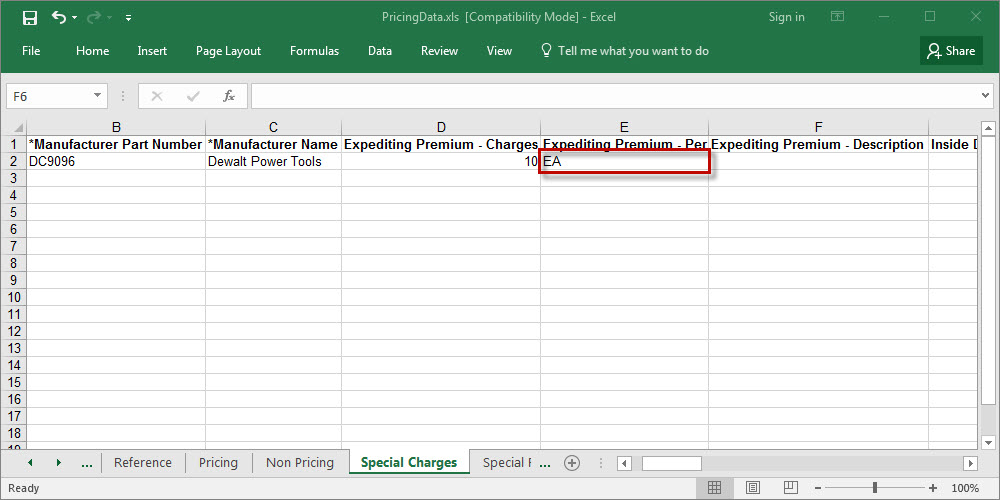 PricingData.xls [Compatibility Mode] - Excel
Sign in
File Home Insert Page Layout Formulas Data Review View Tell me what you want to do Share
F6 fx
B C D E F
1 *Manufacturer Part Number *Manufacturer Name Expediting Premium - Charges Expediting Premium - Per Expediting Premium - Description Inside D
2 DC9096 Dewalt Power Tools 10 EA
3
4
5
6
7
8
9
10
11
12
13
14
15
16
17
18
19
... Reference Pricing Non Pricing Special Charges Special F ...
Ready 100%